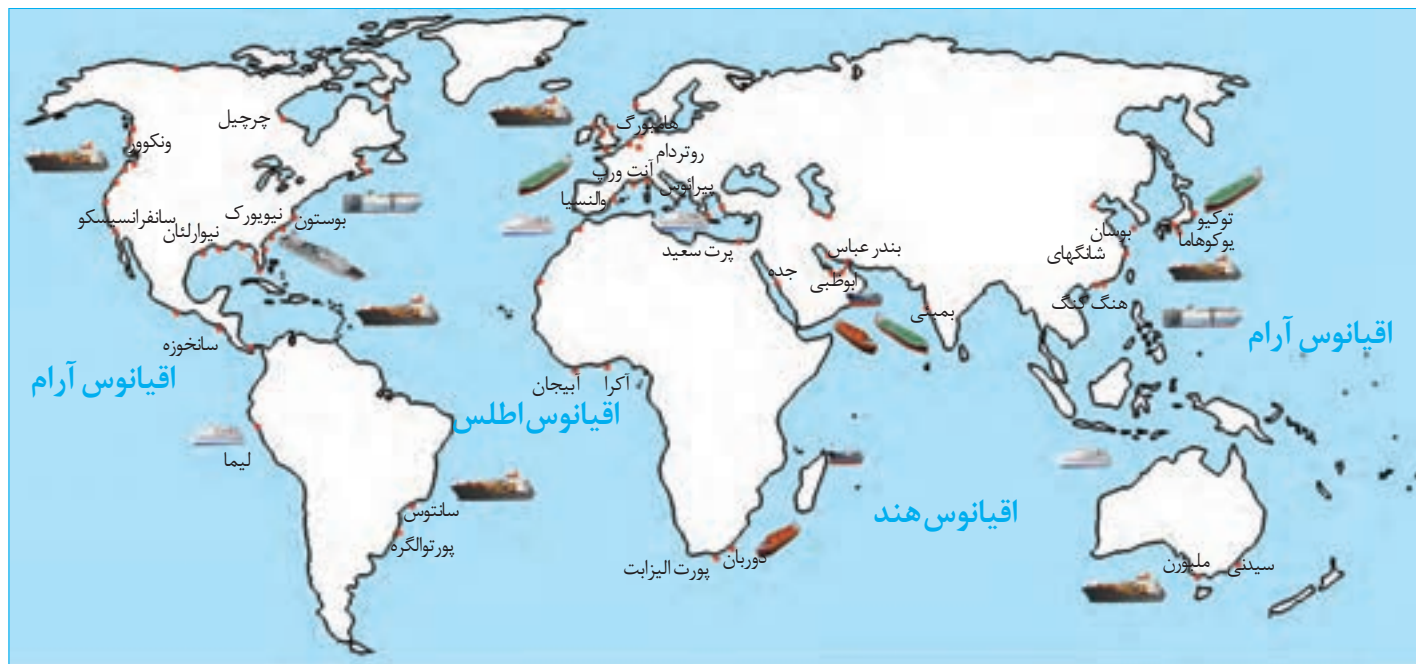 چرچیل
ونکوور
سانفرانسیسکو
نیویورک
بوستون
نیوارلئان
سانخوزه
اقیانوس آرام
لیما
سانتوس
پورتوالگره
اقیانوس اطلس
هامبورگ
روتردام
آنت ورپ
پیرائوس
والنسیا
پرت سعید
جده
بندر عباس
ابوظبی
بمبئی
آبیجان
آکرا
دوربان
پورت الیزابت
اقیانوس هند
توکیو
یوکوهاما
بوسان
شانگهای
هنگ کنگ
اقیانوس آرام
ملبورن
سیدنی